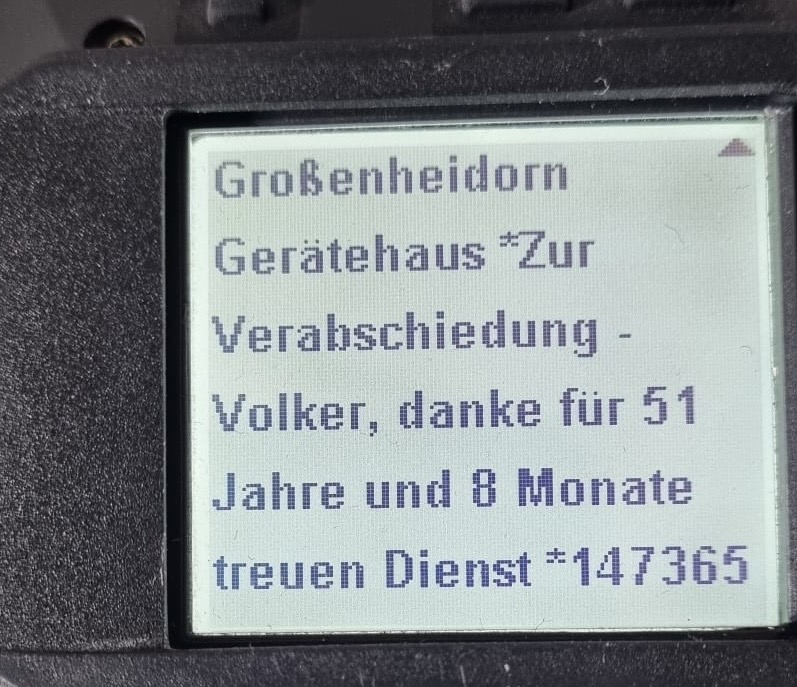 Großenheidorn
Gerätehaus *Zur
Verabschiedung -
Volker, danke für 51
Jahre und 8 Monate
treuen Dienst *147365